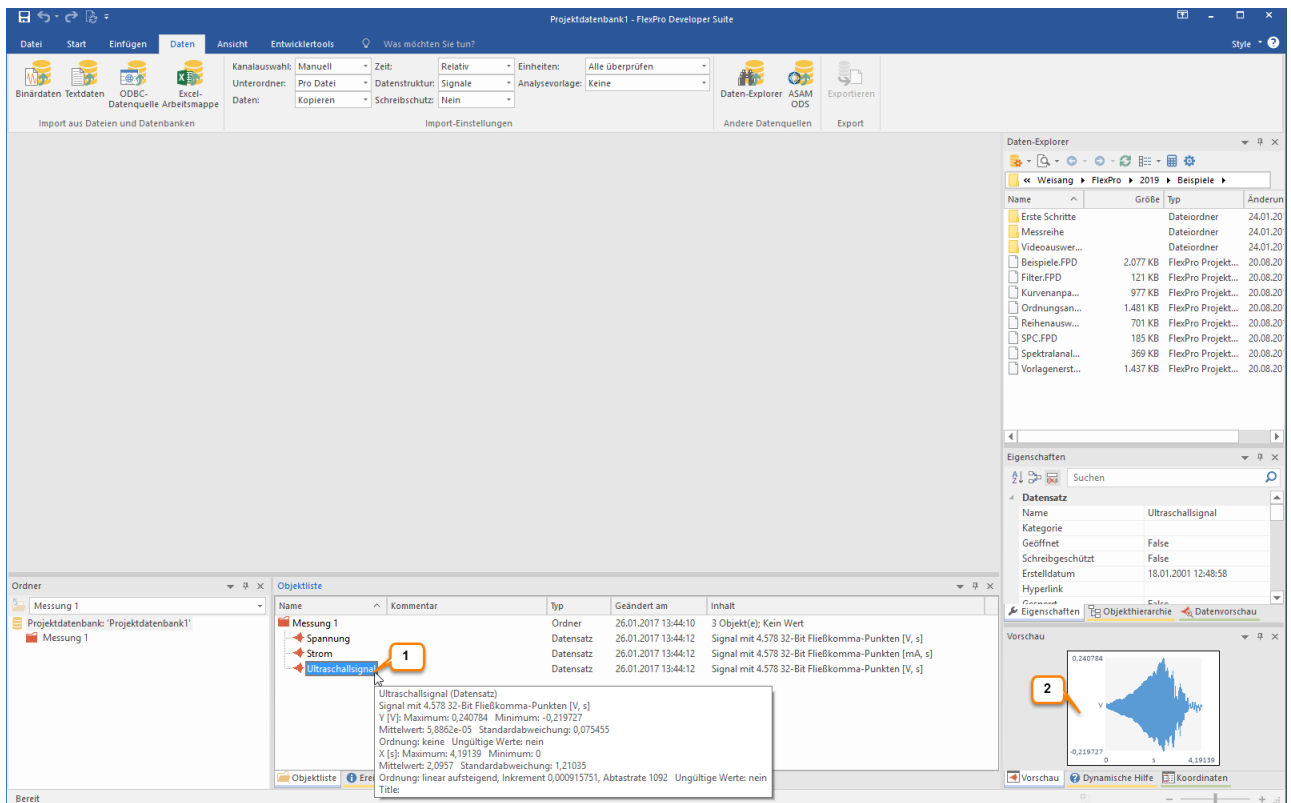 Projektdatenbank1 - FlexPro Developer Suite
Datei Start Einfügen Daten Ansicht Entwicklertools Was möchten Sie tun? Style
Kanalauswahl: Manuell Zeit: Relativ Einheiten: Alle überprüfen
Unterordner: Pro Datei Datenstruktur: Signale Analysevorlage: Keine
Daten: Kopieren Schreibschutz: Nein
Binärdaten Textdaten ODBC- Excel- Daten-Explorer ASAM Exportieren
Datenquelle Arbeitsmappe ODS
Import aus Dateien und Datenbanken Import-Einstellungen Andere Datenquellen Export
Daten-Explorer
« Weisang FlexPro 2019 Beispiele
Name Größe Typ Änderun
Erste Schritte Dateiordner 24.01.20
Messreihe Dateiordner 24.01.20
Videoauswer... Dateiordner 24.01.20
Beispiele.FPD 2.077 KB FlexPro Projekt... 20.08.20
Filter.FPD 121 KB FlexPro Projekt... 20.08.20
Kurvenanpa... 977 KB FlexPro Projekt... 20.08.20
Ordnungsan... 1.481 KB FlexPro Projekt... 20.08.20
Reihenausw... 701 KB FlexPro Projekt... 20.08.20
SPC.FPD 185 KB FlexPro Projekt... 20.08.20
Spektralanal... 369 KB FlexPro Projekt... 20.08.20
Vorlagenerst... 1.437 KB FlexPro Projekt... 20.08.20
Eigenschaften
Suchen
Datensatz
Name Ultraschallsignal
Kategorie
Geöffnet False
Schreibgeschützt False
Erstelldatum 18.01.2001 12:48:58
Hyperlink
Eigenschaften Objekthierarchie Datenvorschau
Ordner
Messung 1
Projektdatenbank: 'Projektdatenbank1'
Messung 1
Objektliste
Name Kommentar Typ Geändert am Inhalt
Messung 1 Ordner 26.01.2017 13:44:10 3 Objekt(e); Kein Wert
Spannung Datensatz 26.01.2017 13:44:12 Signal mit 4.578 32-Bit Fließkomma-Punkten [V, s]
Strom Datensatz 26.01.2017 13:44:12 Signal mit 4.578 32-Bit Fließkomma-Punkten [mA, s]
Ultraschallsignal Datensatz 26.01.2017 13:44:12 Signal mit 4.578 32-Bit Fließkomma-Punkten [V, s]
1
Ultraschallsignal (Datensatz)
Signal mit 4.578 32-Bit Fließkomma-Punkten [V, s]
Y [V]: Maximum: 0,240784 Minimum: -0,219727
Mittelwert: 5,8862e-05 Standardabweichung: 0,075455
Ordnung: keine Ungültige Werte: nein
X [s]: Maximum: 4,19139 Minimum: 0
Mittelwert: 2,0957 Standardabweichung: 1,21035
Ordnung: linear aufsteigend, Inkrement 0,000915751, Abtastrate 1092 Ungültige Werte: nein
Title:
Objektliste
Vorschau
0,240784
2
V
-0,219727
0 s 4,19139
Vorschau Dynamische Hilfe Koordinaten
Bereit